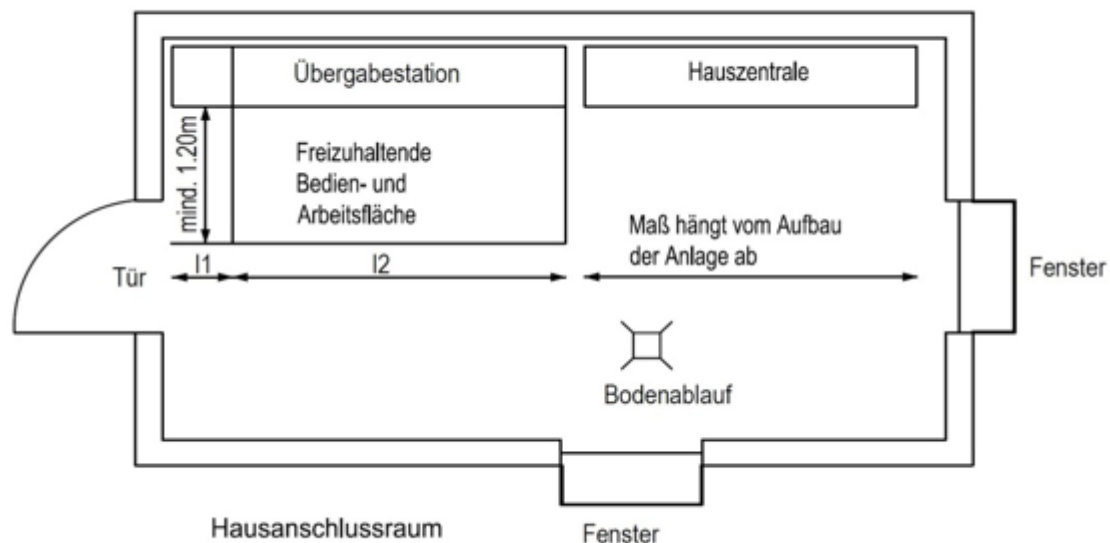 Übergabestation
Hauszentrale
mind. 1.20m
Freizuhaltende
Bedien- und
Arbeitsfläche
Maß hängt vom Aufbau
der Anlage ab
Tür
l1
l2
Fenster
Bodenablauf
Hausanschlussraum
Fenster